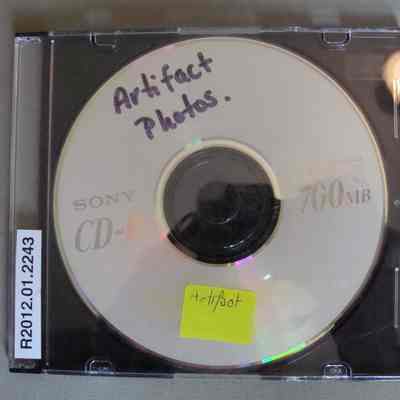 Artifact
Photos.
SONY
CD-R
700MB
Artifact
R2012.01.2243